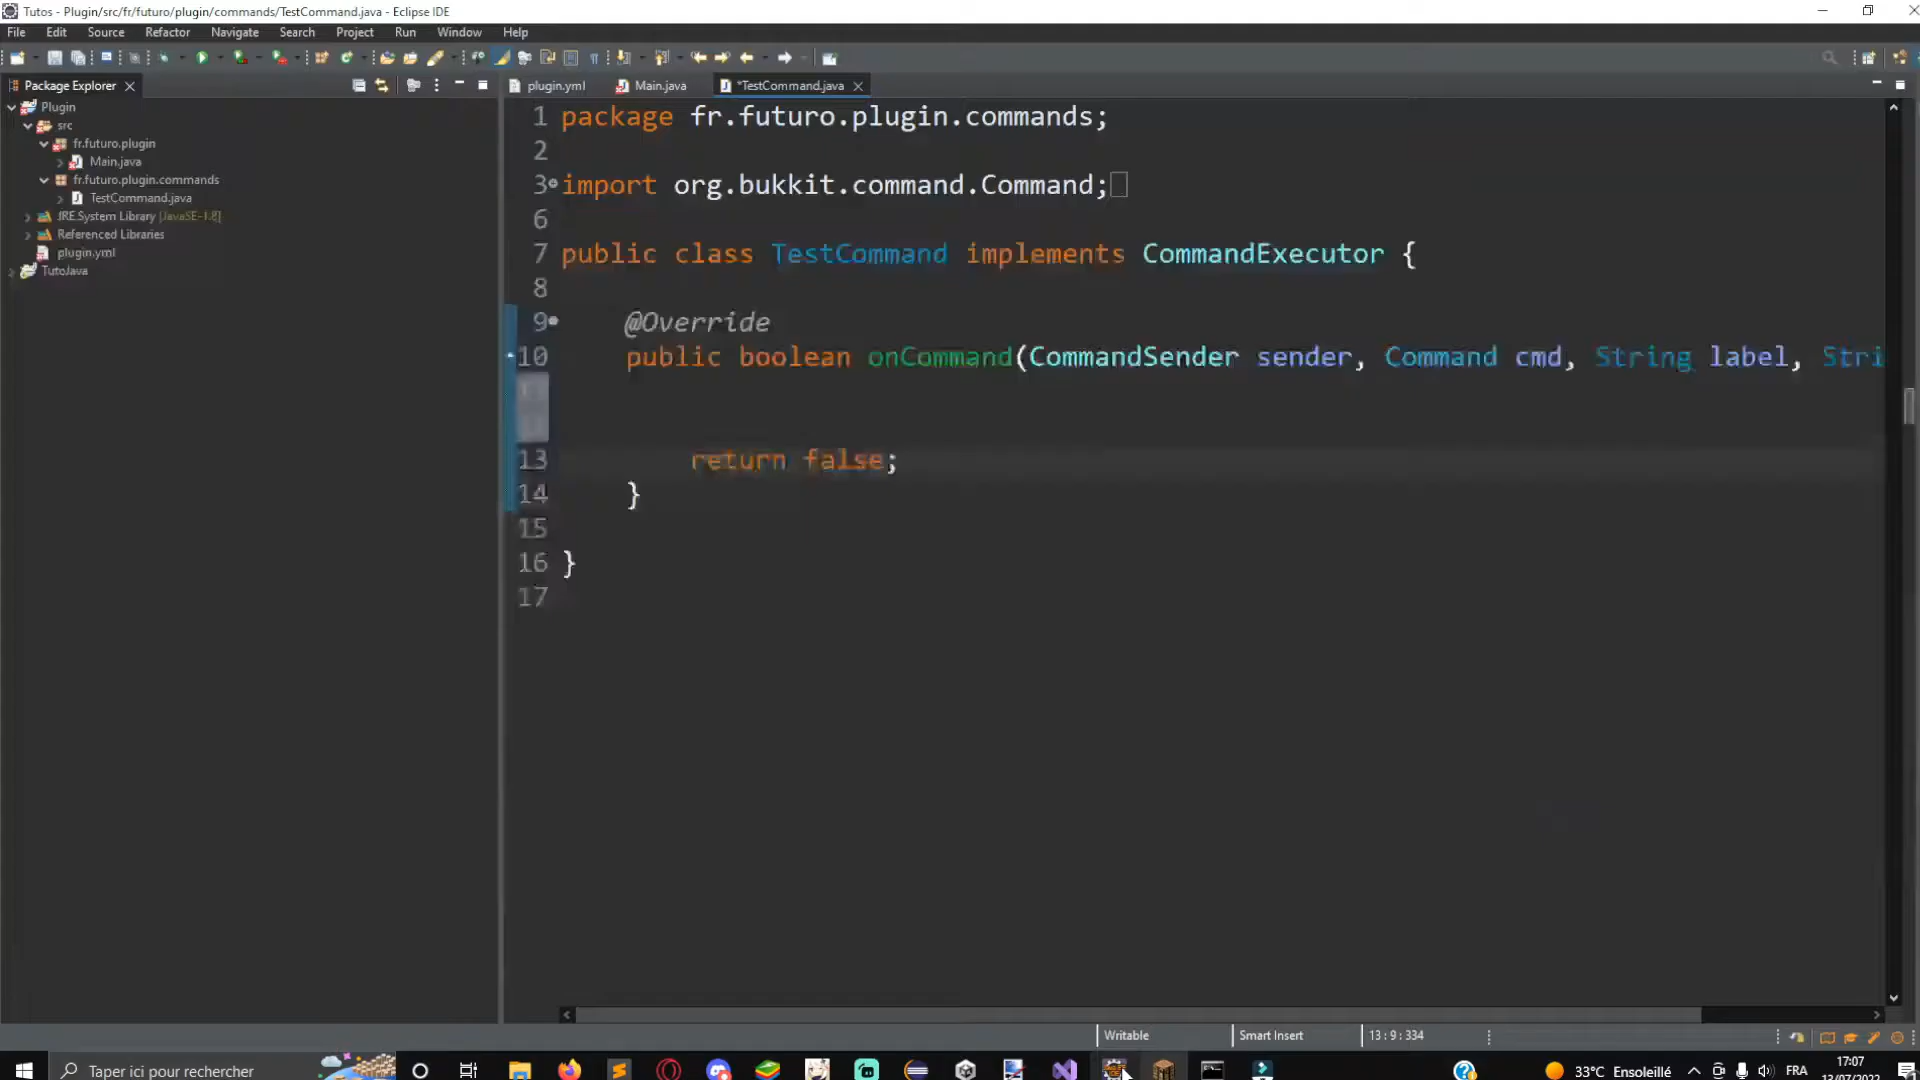 Tutos - Plugin/src/fr/futuro/plugin/commands/TestCommand.java - Eclipse IDE
File Edit Source Refactor Navigate Search Project Run Window Help
Package Explorer
plugin.yml Main.java *TestCommand.java
Plugin
src
fr.futuro.plugin
Main.java
fr.futuro.plugin.commands
TestCommand.java
JRE System Library [JavaSE-1.8]
Referenced Libraries
plugin.yml
TutoJava
1 package fr.futuro.plugin.commands;
2
3 import org.bukkit.command.Command;
6
7 public class TestCommand implements CommandExecutor {
8
9 @Override
10 public boolean onCommand(CommandSender sender, Command cmd, String label, Stri
13 return false;
14 }
15
16 }
17
Writable Smart Insert 13 : 9 : 334
Taper ici pour rechercher
33°C Ensoleillé FRA 17:07
13/07/2022